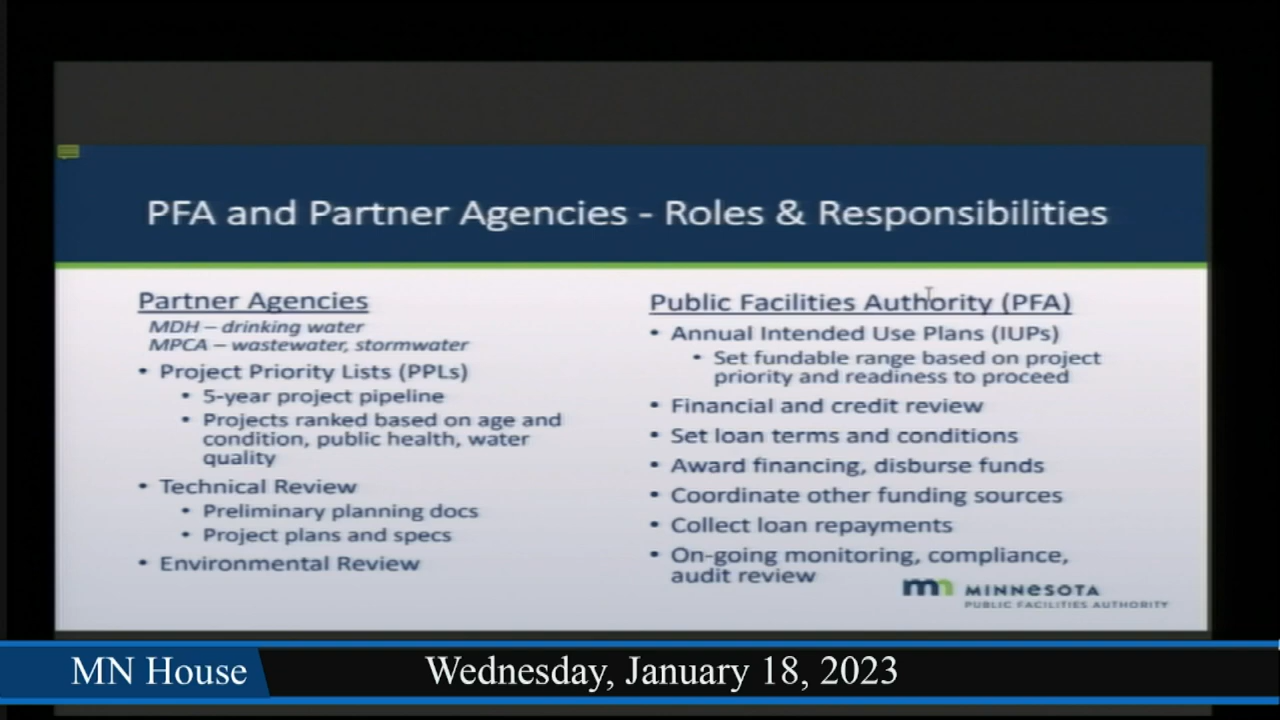 PFA and Partner Agencies - Roles & Responsibilities
Partner Agencies
MDH – drinking water
MPCA – wastewater, stormwater
• Project Priority Lists (PPLs)
• 5-year project pipeline
• Projects ranked based on age and
condition, public health, water
quality
• Technical Review
• Preliminary planning docs
• Project plans and specs
• Environmental Review
Public Facilities Authority (PFA)
• Annual Intended Use Plans (IUPs)
• Set fundable range based on project
priority and readiness to proceed
• Financial and credit review
• Set loan terms and conditions
• Award financing, disburse funds
• Coordinate other funding sources
• Collect loan repayments
• On-going monitoring, compliance,
audit review
mn MINNESOTA
PUBLIC FACILITIES AUTHORITY
MN House
Wednesday, January 18, 2023